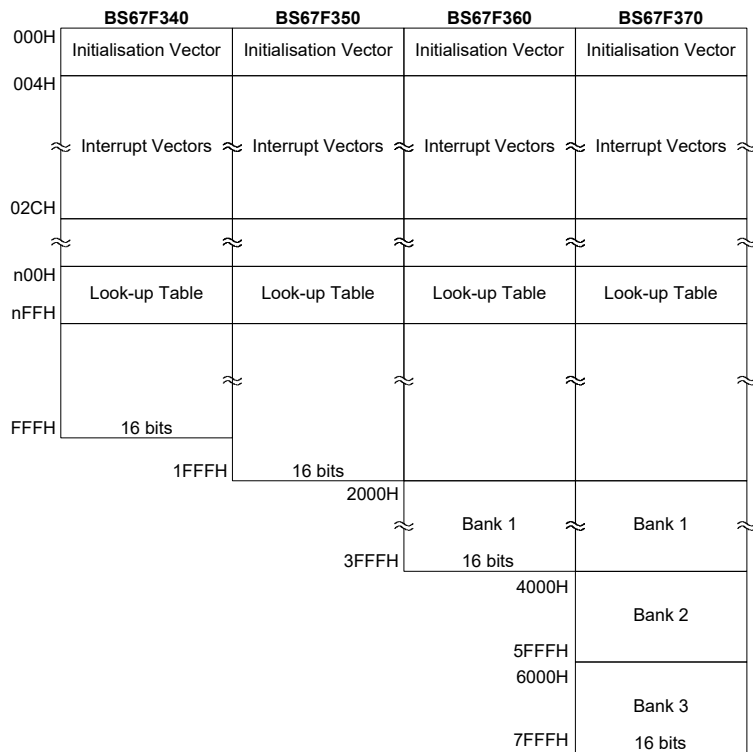 BS67F340 BS67F350 BS67F360 BS67F370
000H
Initialisation Vector Initialisation Vector Initialisation Vector Initialisation Vector
004H
Interrupt Vectors Interrupt Vectors Interrupt Vectors Interrupt Vectors
02CH
n00H
Look-up Table Look-up Table Look-up Table Look-up Table
nFFH
FFFH 16 bits
1FFFH 16 bits
2000H
Bank 1 Bank 1
3FFFH 16 bits
4000H
Bank 2
5FFFH
6000H
Bank 3
7FFFH 16 bits